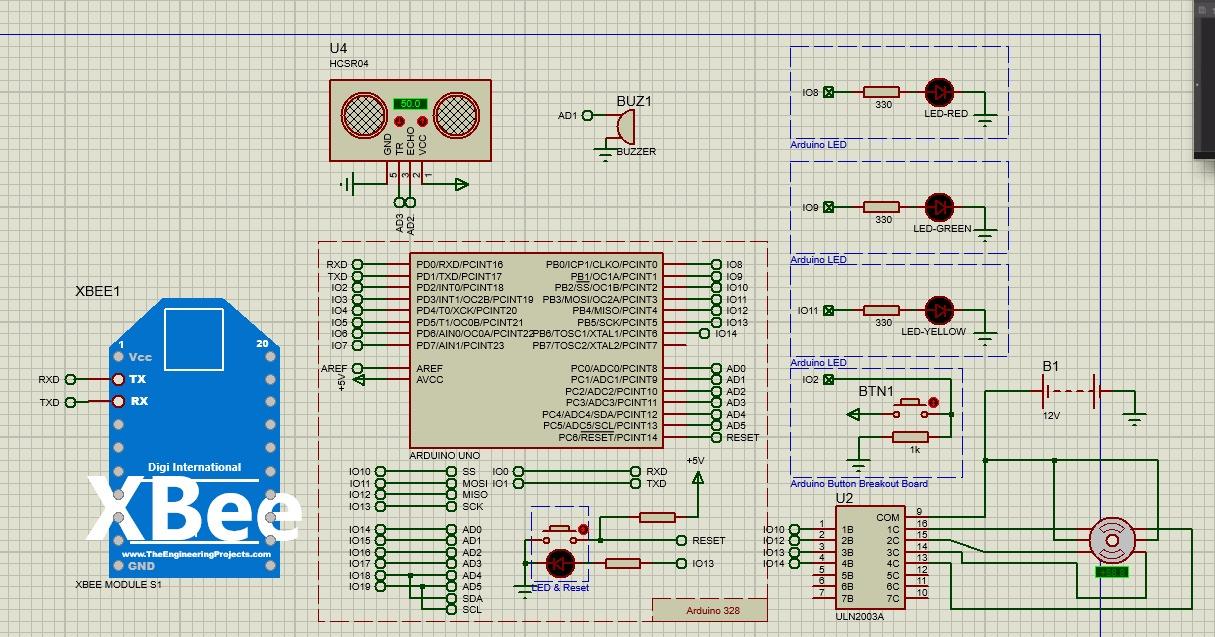 U4
HCSR04
50.0
GND
TR
ECHO
VCC
5
3
2
1
AD3
AD2
BUZ1
AD1
BUZZER
IO8
330
LED-RED
Arduino LED
IO9
330
LED-GREEN
Arduino LED
IO11
330
LED-YELLOW
Arduino LED
IO2
BTN1
1k
Arduino Button Breakout Board
B1
12V
XBEE1
1
20
Vcc
RXD
TX
TXD
RX
Digi International
XBee
www.TheEngineeringProjects.com
GND
XBEE MODULE S1
RXD PD0/RXD/PCINT16 PB0/ICP1/CLKO/PCINT0 IO8
TXD PD1/TXD/PCINT17 PB1/OC1A/PCINT1 IO9
IO2 PD2/INT0/PCINT18 PB2/SS/OC1B/PCINT2 IO10
IO3 PD3/INT1/OC2B/PCINT19 PB3/MOSI/OC2A/PCINT3 IO11
IO4 PD4/T0/XCK/PCINT20 PB4/MISO/PCINT4 IO12
IO5 PD5/T1/OC0B/PCINT21 PB5/SCK/PCINT5 IO13
IO6 PD6/AIN0/OC0A/PCINT22 PB6/TOSC1/XTAL1/PCINT6 IO14
IO7 PD7/AIN1/PCINT23 PB7/TOSC2/XTAL2/PCINT7
AREF AREF PC0/ADC0/PCINT8 AD0
+5V AVCC PC1/ADC1/PCINT9 AD1
PC2/ADC2/PCINT10 AD2
PC3/ADC3/PCINT11 AD3
PC4/ADC4/SDA/PCINT12 AD4
PC5/ADC5/SCL/PCINT13 AD5
PC6/RESET/PCINT14 RESET
ARDUINO UNO
IO10 SS IO0 RXD
IO11 MOSI IO1 TXD
IO12 MISO
IO13 SCK
IO14 AD0
IO15 AD1
IO16 AD2
IO17 AD3
IO18 AD4
IO19 AD5
SDA
SCL
+5V
RESET
IO13
LED & Reset
Arduino 328
U2
COM 9
IO10 1 1B 1C 16
IO12 2 2B 2C 15
IO13 3 3B 3C 14
IO14 4 4B 4C 13
5 5B 5C 12
6 6B 6C 11
7 7B 7C 10
ULN2003A